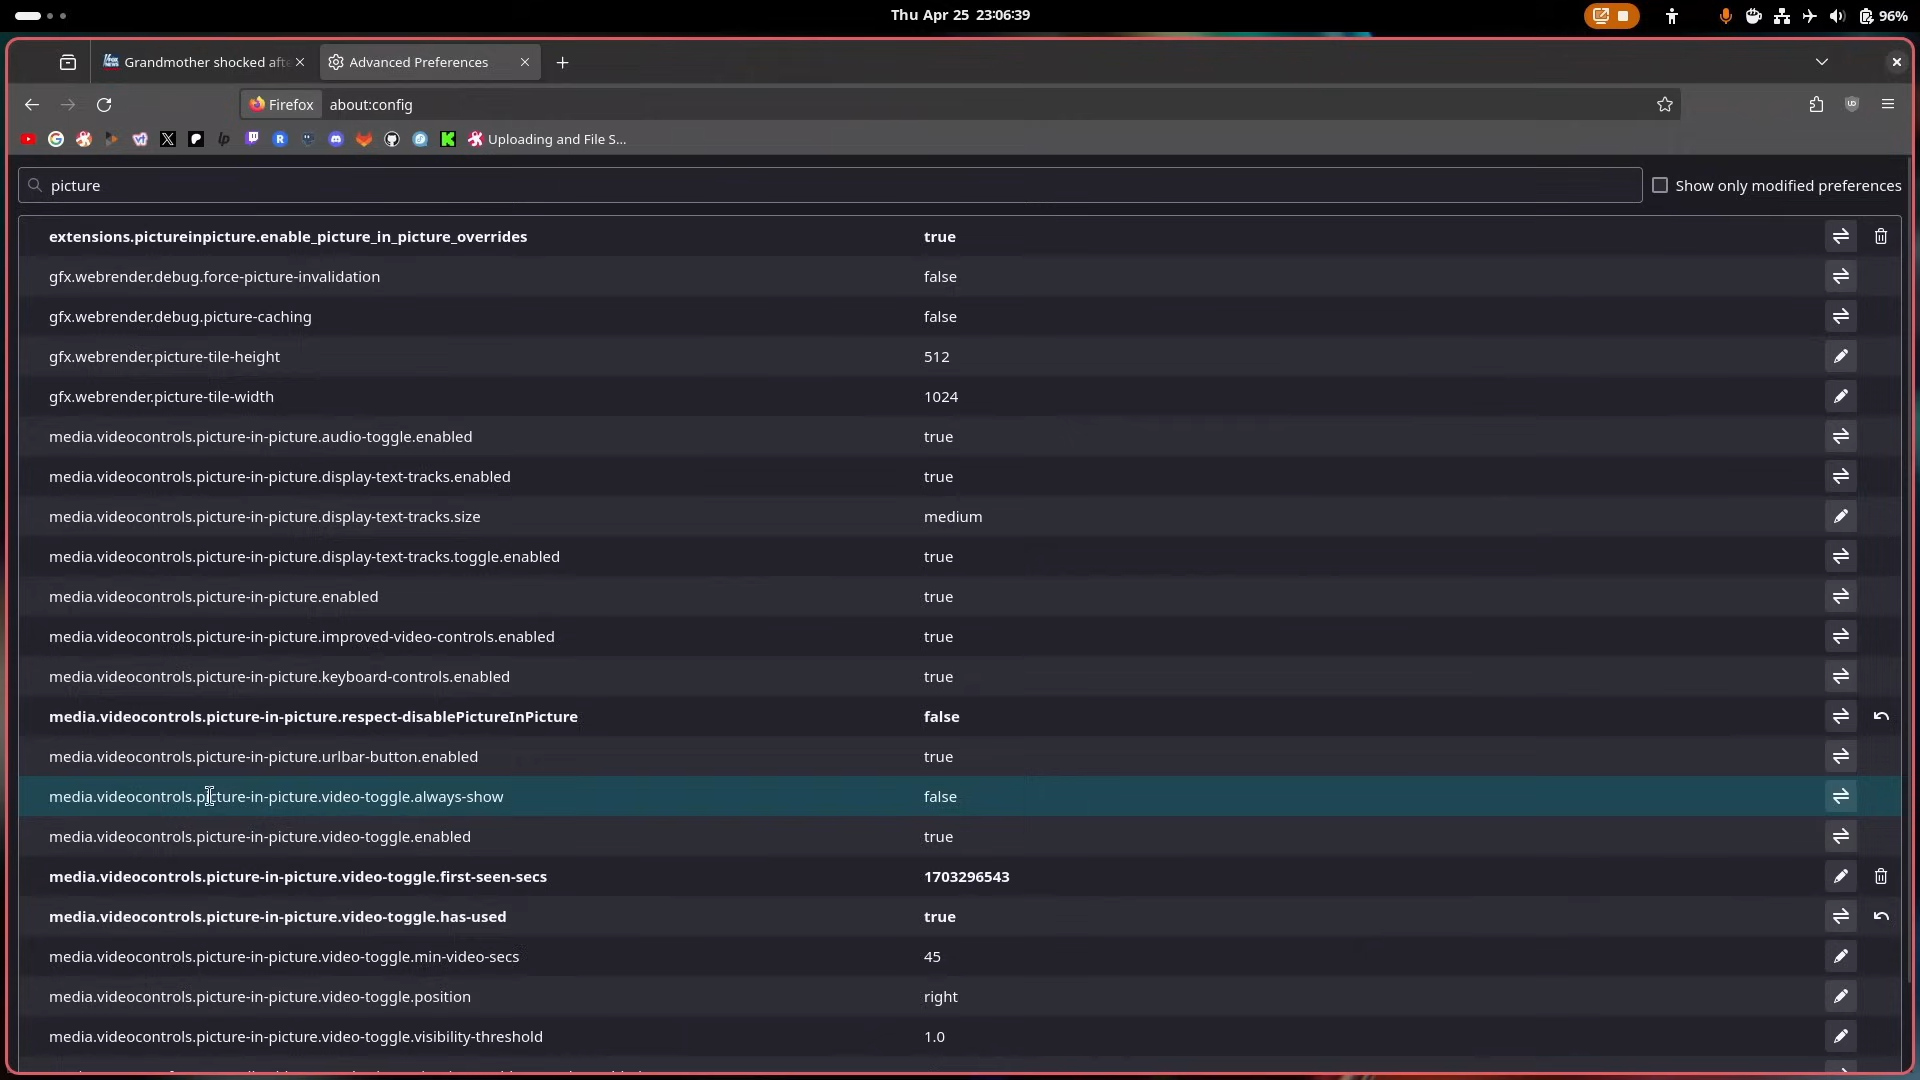 Thu Apr 25 23:06:39
96%
Grandmother shocked afte
Advanced Preferences
Firefox
about:config
Uploading and File S...
picture
Show only modified preferences
extensions.pictureinpicture.enable_picture_in_picture_overrides true
gfx.webrender.debug.force-picture-invalidation false
gfx.webrender.debug.picture-caching false
gfx.webrender.picture-tile-height 512
gfx.webrender.picture-tile-width 1024
media.videocontrols.picture-in-picture.audio-toggle.enabled true
media.videocontrols.picture-in-picture.display-text-tracks.enabled true
media.videocontrols.picture-in-picture.display-text-tracks.size medium
media.videocontrols.picture-in-picture.display-text-tracks.toggle.enabled true
media.videocontrols.picture-in-picture.enabled true
media.videocontrols.picture-in-picture.improved-video-controls.enabled true
media.videocontrols.picture-in-picture.keyboard-controls.enabled true
media.videocontrols.picture-in-picture.respect-disablePictureInPicture false
media.videocontrols.picture-in-picture.urlbar-button.enabled true
media.videocontrols.picture-in-picture.video-toggle.always-show false
media.videocontrols.picture-in-picture.video-toggle.enabled true
media.videocontrols.picture-in-picture.video-toggle.first-seen-secs 1703296543
media.videocontrols.picture-in-picture.video-toggle.has-used true
media.videocontrols.picture-in-picture.video-toggle.min-video-secs 45
media.videocontrols.picture-in-picture.video-toggle.position right
media.videocontrols.picture-in-picture.video-toggle.visibility-threshold 1.0